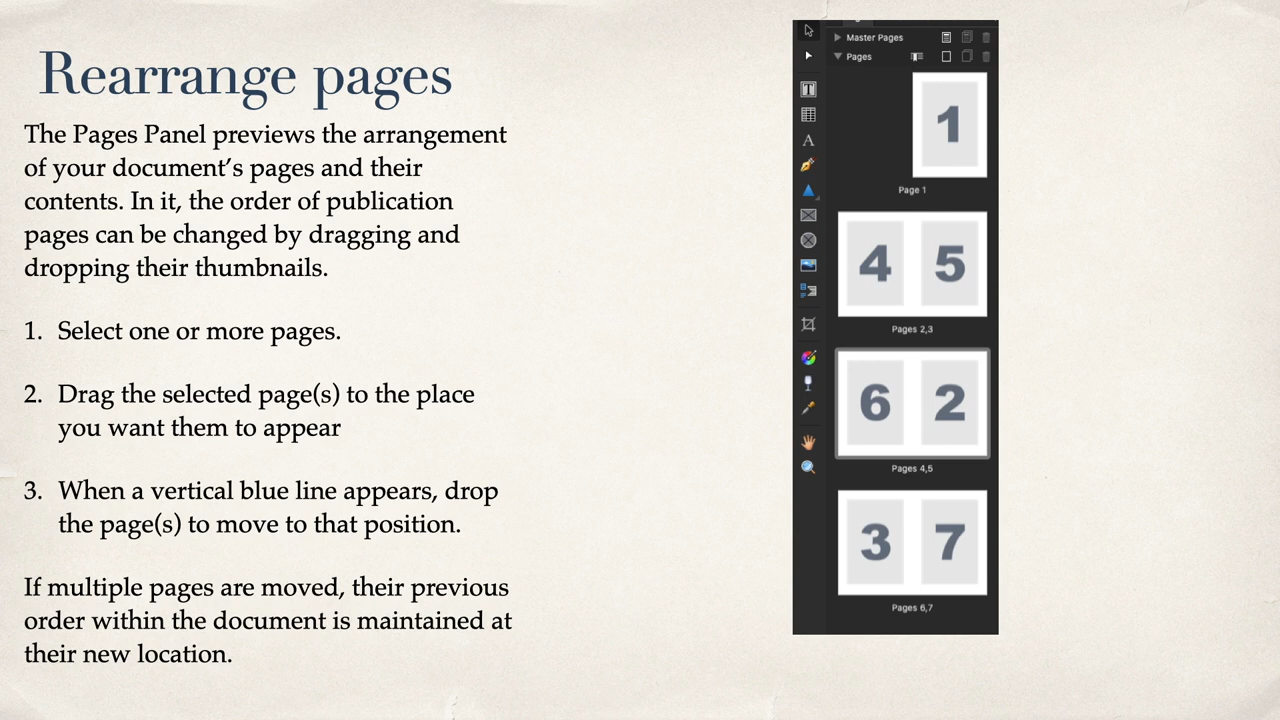 Rearrange pages
The Pages Panel previews the arrangement
of your document’s pages and their
contents. In it, the order of publication
pages can be changed by dragging and
dropping their thumbnails.
1. Select one or more pages.
2. Drag the selected page(s) to the place
you want them to appear
3. When a vertical blue line appears, drop
the page(s) to move to that position.
If multiple pages are moved, their previous
order within the document is maintained at
their new location.
Master Pages
Pages
1
Page 1
4 5
Pages 2,3
6 2
Pages 4,5
3 7
Pages 6,7
T
A